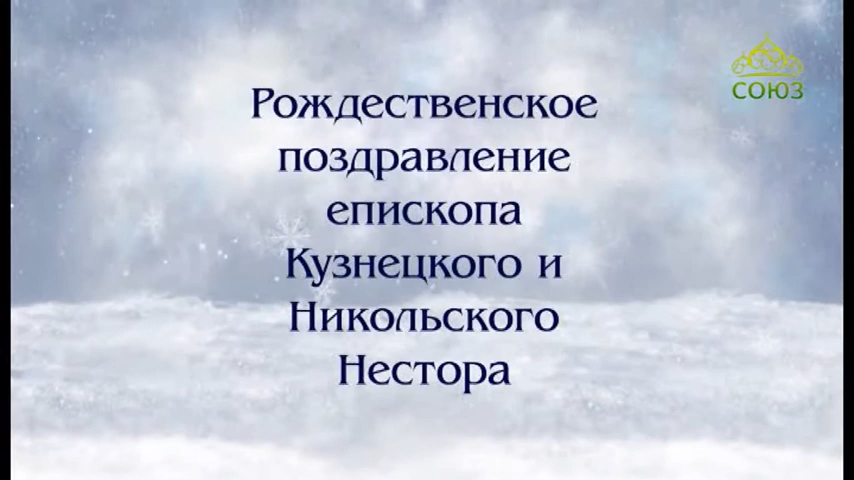 СОЮЗ
Рождественское
поздравление
епископа
Кузнецкого и
Никольского
Нестора